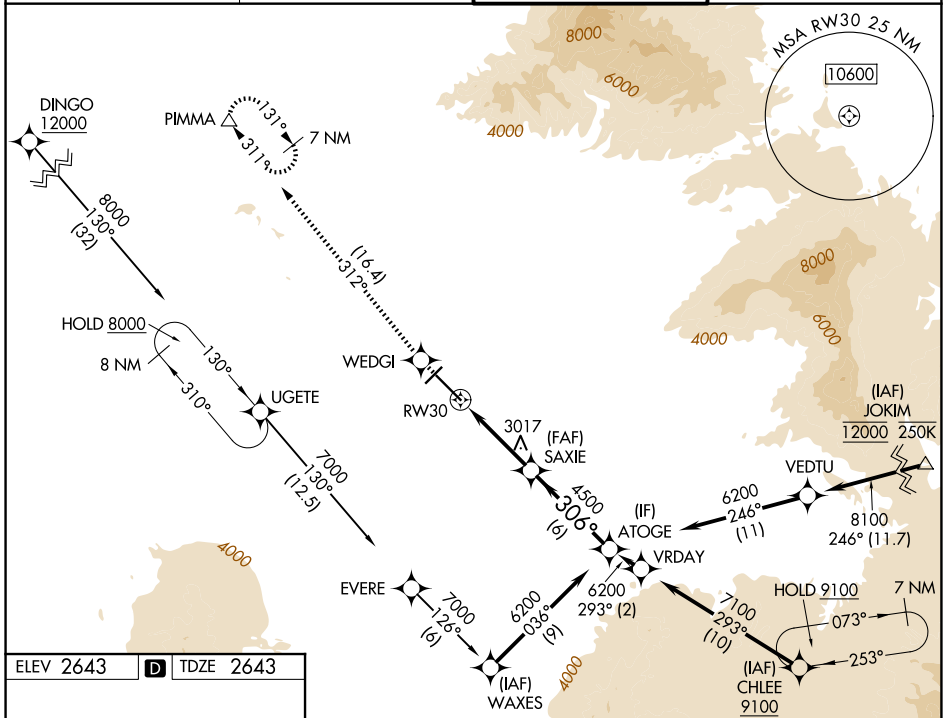 MSA RW30 25 NM
10600
8000
6000
4000
DINGO
12000
PIMMA
131°
311°
7 NM
8000
130°
(32)
(16.4)
312°
HOLD 8000
8 NM
130°
310°
UGETE
WEDGI
RW30
8000
6000
4000
3017
(FAF)
SAXIE
(IAF)
JOKIM
12000 250K
VEDTU
7000
130°
(12.5)
4500
306°
(6)
(IF)
ATOGE
VRDAY
6200
246°
(11)
8100
246° (11.7)
4000
EVERE
7000
126°
(6)
6200
036°
(9)
6200
293° (2)
7100
293°
(10)
HOLD 9100
7 NM
073°
253°
(IAF)
WAXES
4000
(IAF)
CHLEE
9100
ELEV 2643 D TDZE 2643